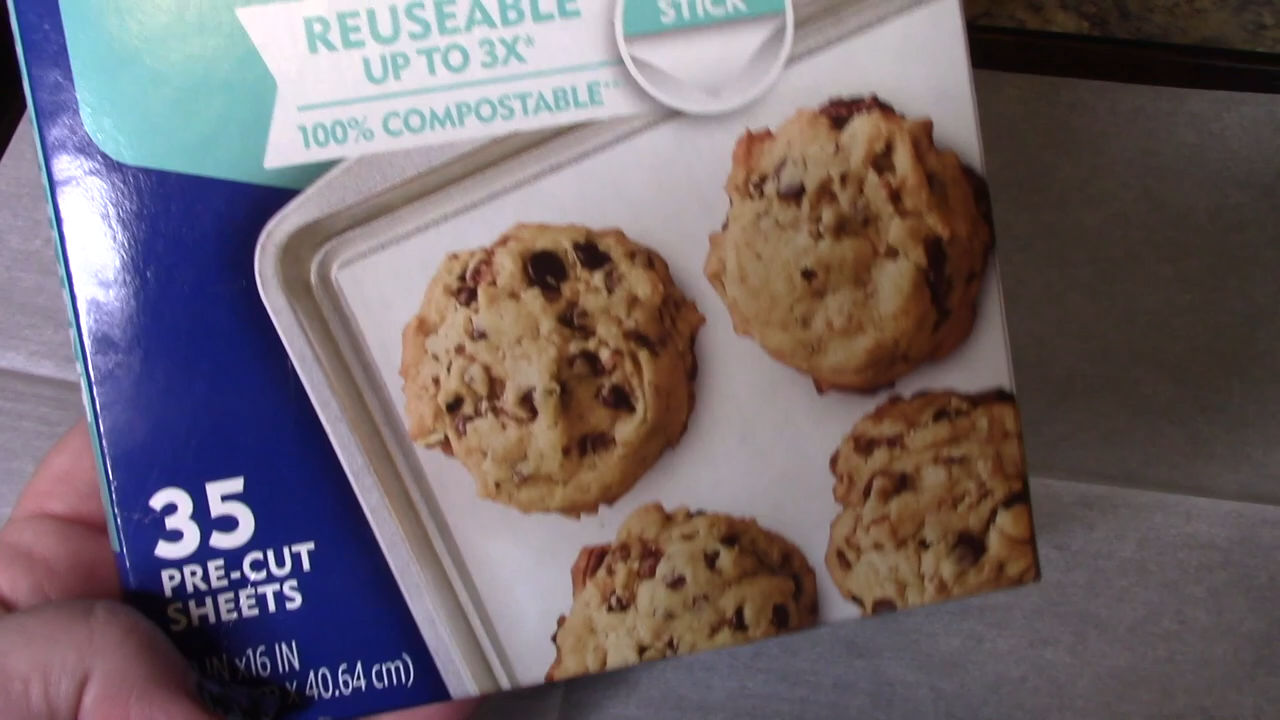 REUSEABLE
UP TO 3X*
100% COMPOSTABLE**
STICK
35
PRE-CUT
SHEETS
IN x16 IN
x 40.64 cm)